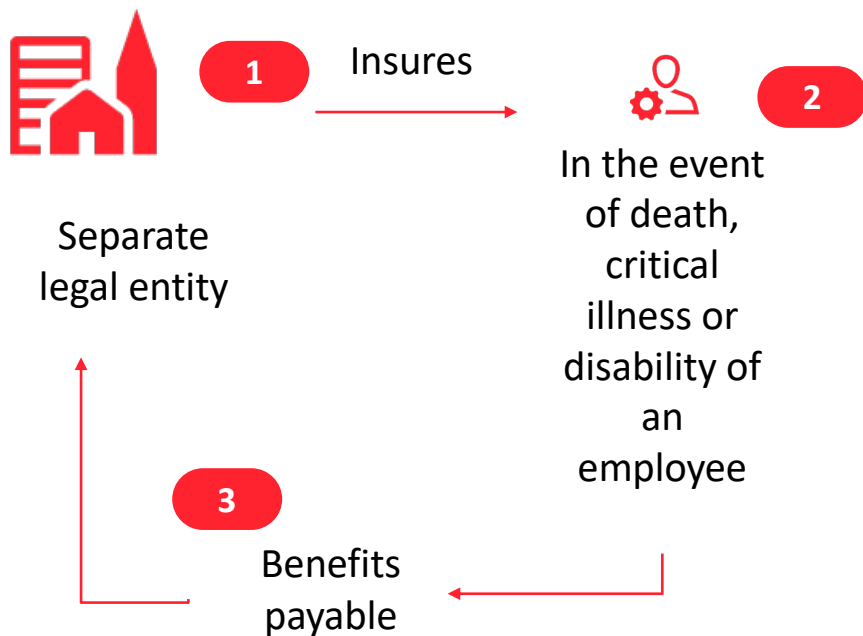 1
Insures
2
Separate
legal entity
In the event
of death,
critical
illness or
disability of
an
employee
3
Benefits
payable